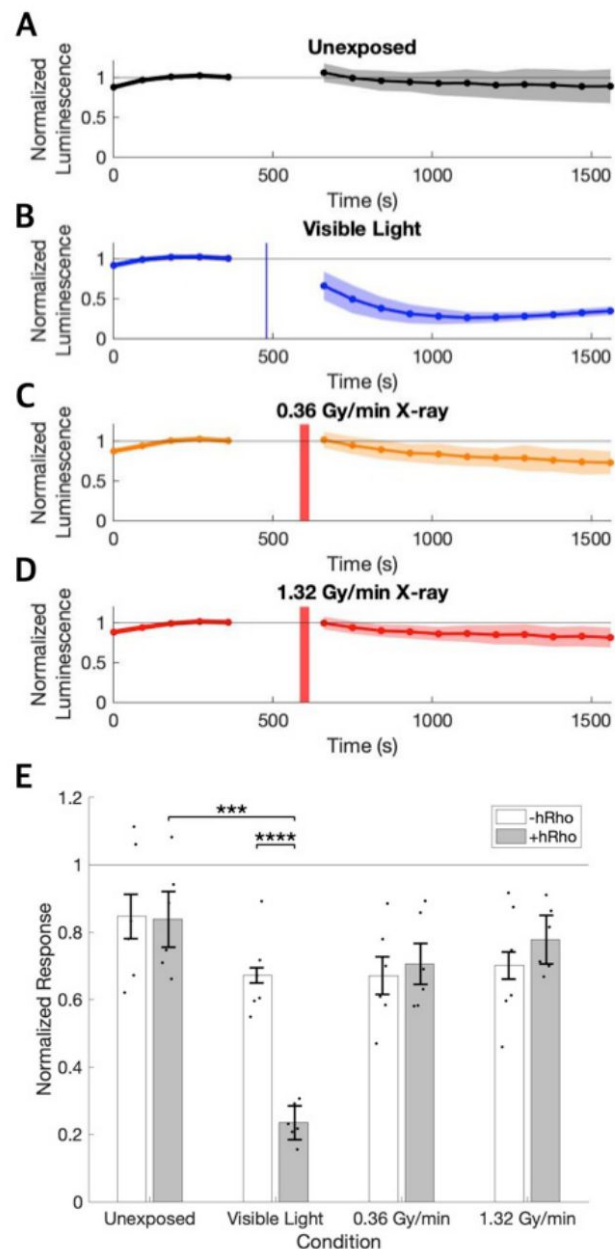 A
Unexposed
Normalized
Luminescence
1
0.5
0
0 500 1000 1500
Time (s)
B
Visible Light
Normalized
Luminescence
1
0.5
0
0 500 1000 1500
Time (s)
C
0.36 Gy/min X-ray
Normalized
Luminescence
1
0.5
0
0 500 1000 1500
Time (s)
D
1.32 Gy/min X-ray
Normalized
Luminescence
1
0.5
0
0 500 1000 1500
Time (s)
E
1.2
***
****
-hRho
+hRho
1
0.8
0.6
0.4
0.2
0
Normalized Response
Unexposed Visible Light 0.36 Gy/min 1.32 Gy/min
Condition